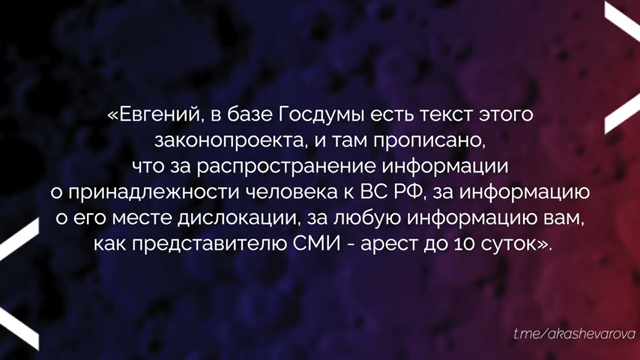 «Евгений, в базе Госдумы есть текст этого
законопроекта, и там прописано,
что за распространение информации
о принадлежности человека к ВС РФ, за информацию
о его месте дислокации, за любую информацию вам,
как представителю СМИ - арест до 10 суток».
t.me/akashevarova